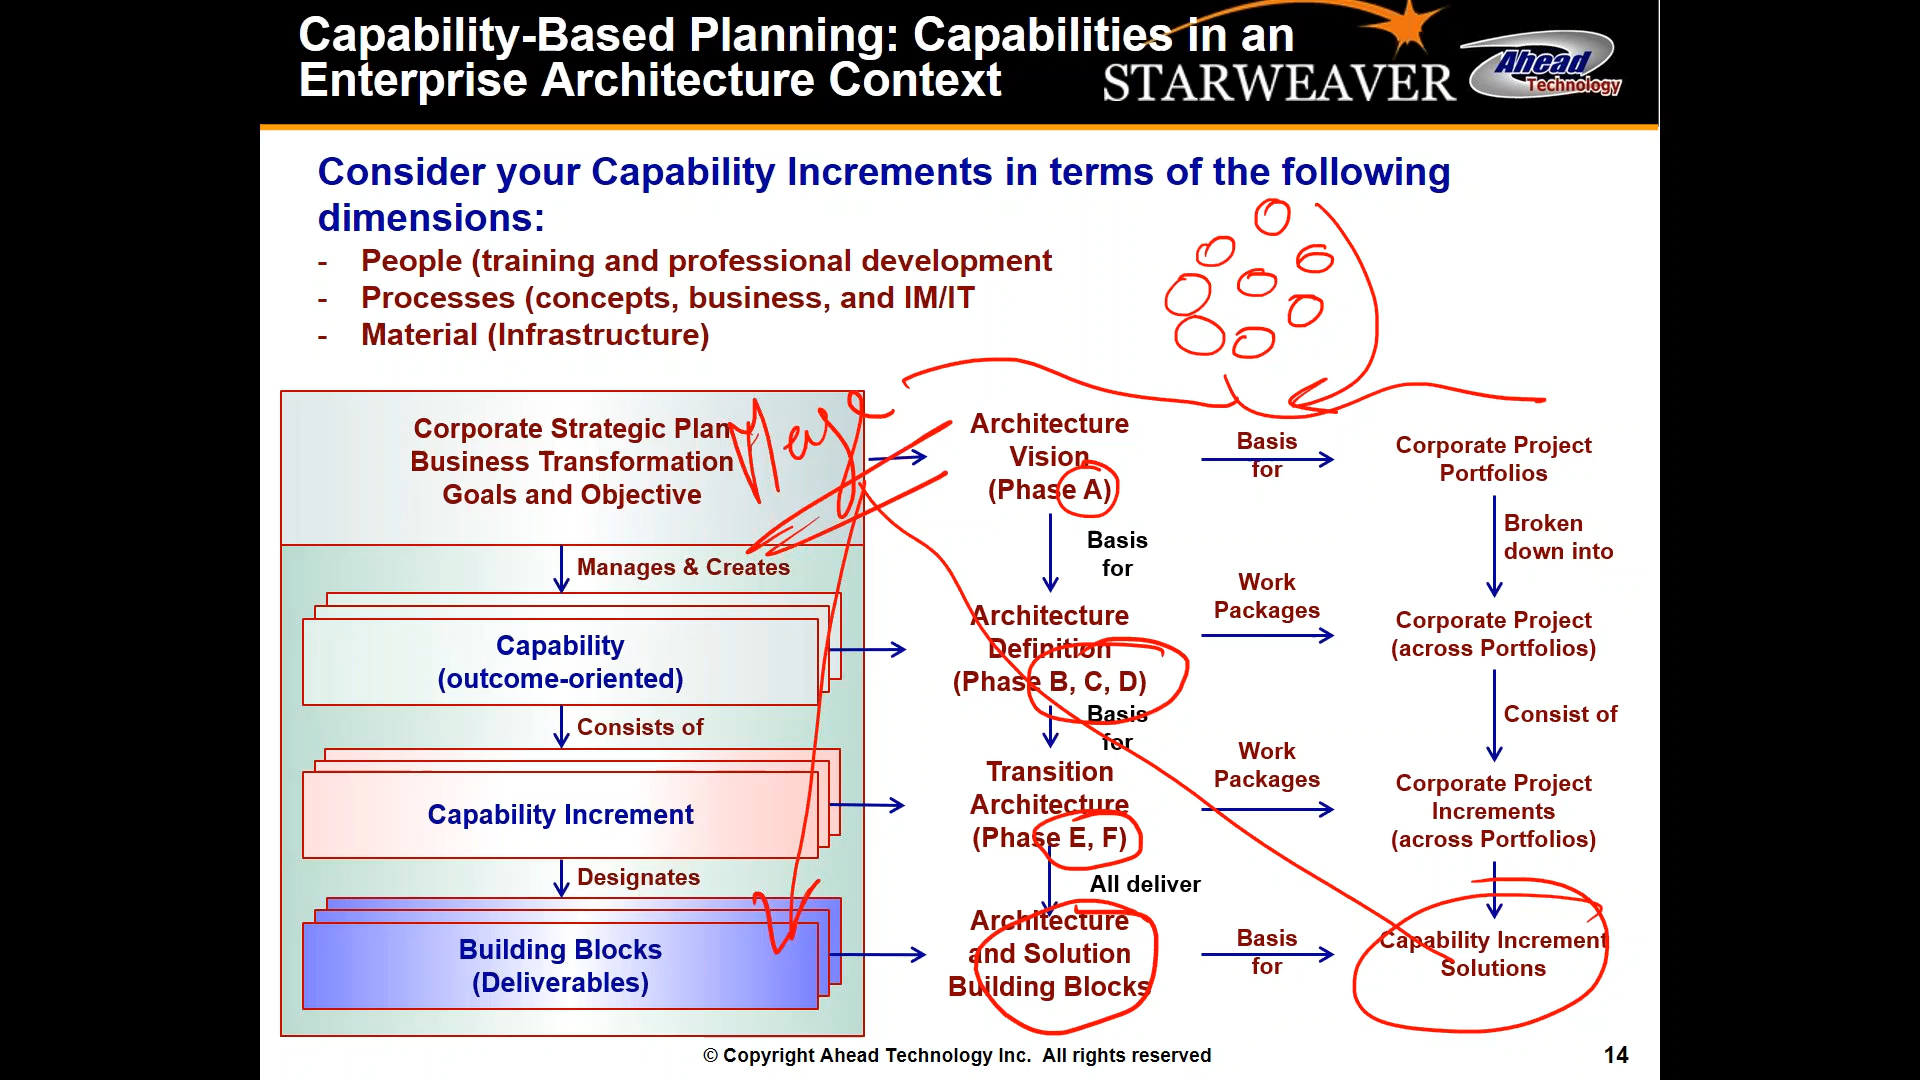 Capability-Based Planning: Capabilities in an
Enterprise Architecture Context
STARWEAVER
Ahead
Technology
Consider your Capability Increments in terms of the following
dimensions:
- People (training and professional development
- Processes (concepts, business, and IM/IT
- Material (Infrastructure)
Corporate Strategic Plan
Business Transformation
Goals and Objective
Manages & Creates
Capability
(outcome-oriented)
Consists of
Capability Increment
Designates
Building Blocks
(Deliverables)
Architecture
Vision
(Phase A)
Basis
for
Architecture
Definition
(Phase B, C, D)
Basis
for
Transition
Architecture
(Phase E, F)
All deliver
Architecture
and Solution
Building Blocks
Basis
for
Work
Packages
Work
Packages
Basis
for
Corporate Project
Portfolios
Broken
down into
Corporate Project
(across Portfolios)
Consist of
Corporate Project
Increments
(across Portfolios)
Capability Increment
Solutions
© Copyright Ahead Technology Inc. All rights reserved
14